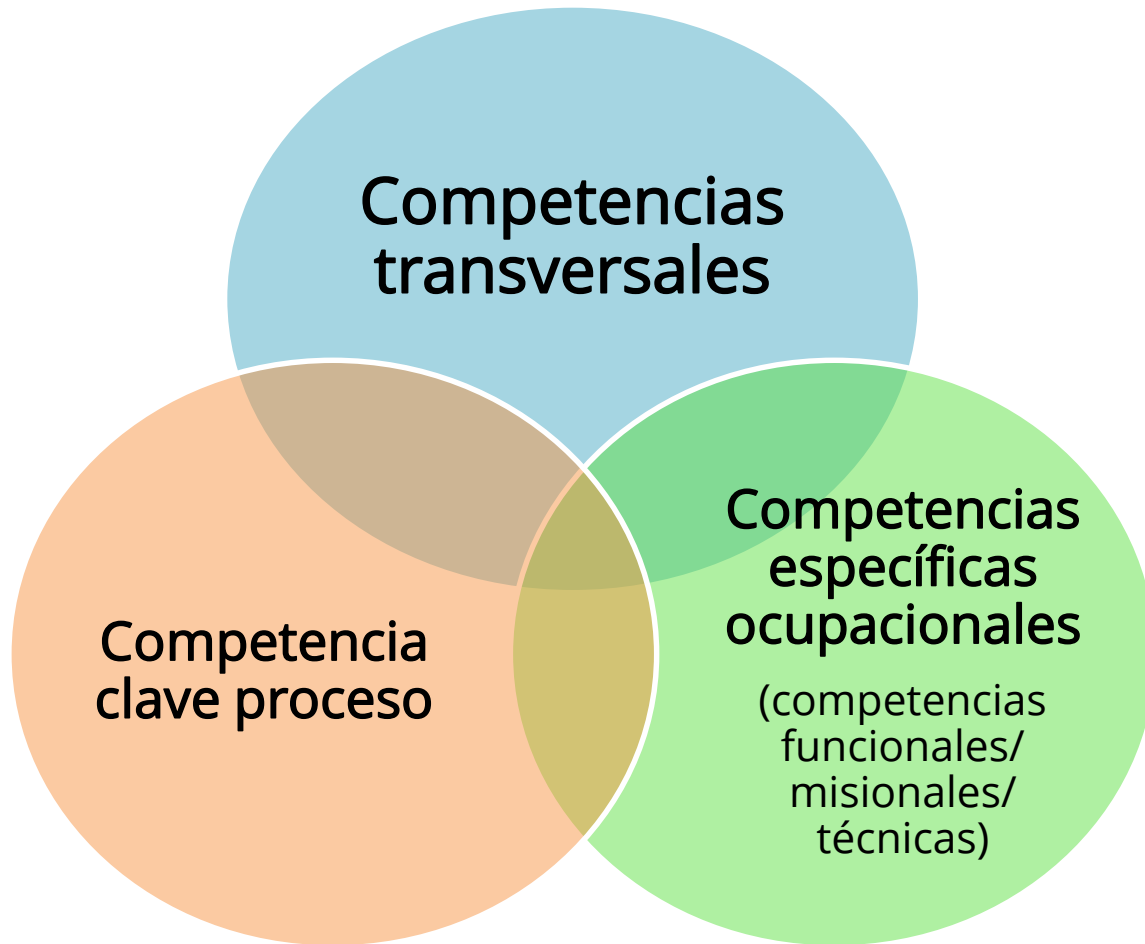 Competencias
transversales
Competencia
clave proceso
Competencias
específicas
ocupacionales
(competencias
funcionales/
misionales/
técnicas)